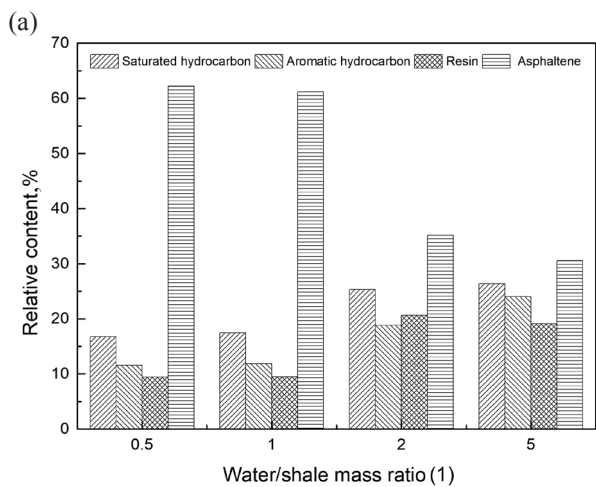 (a)
70
Saturated hydrocarbon Aromatic hydrocarbon Resin Asphaltene
60
50
40
30
20
10
0
Relative content,%
0.5 1 2 5
Water/shale mass ratio (1)